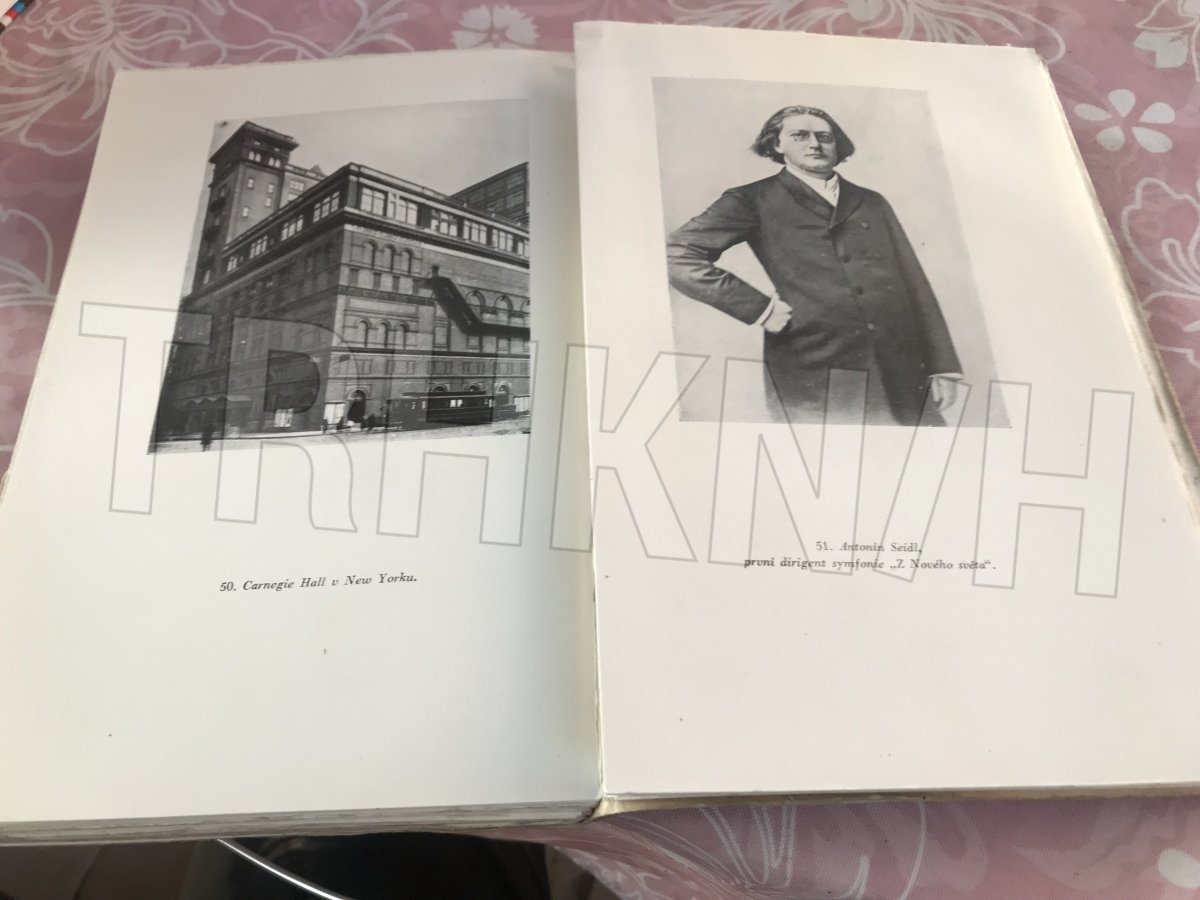 50. Carnegie Hall v New Yorku.
51. Antonín Seidl,
první dirigent symfonie „Z Nového světa“.
TRHKNIH